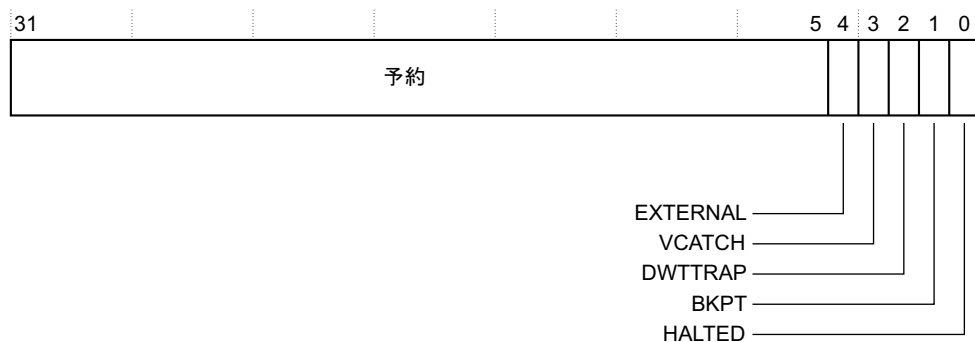 31 5 4 3 2 1 0
予約
EXTERNAL
VCATCH
DWTTRAP
BKPT
HALTED